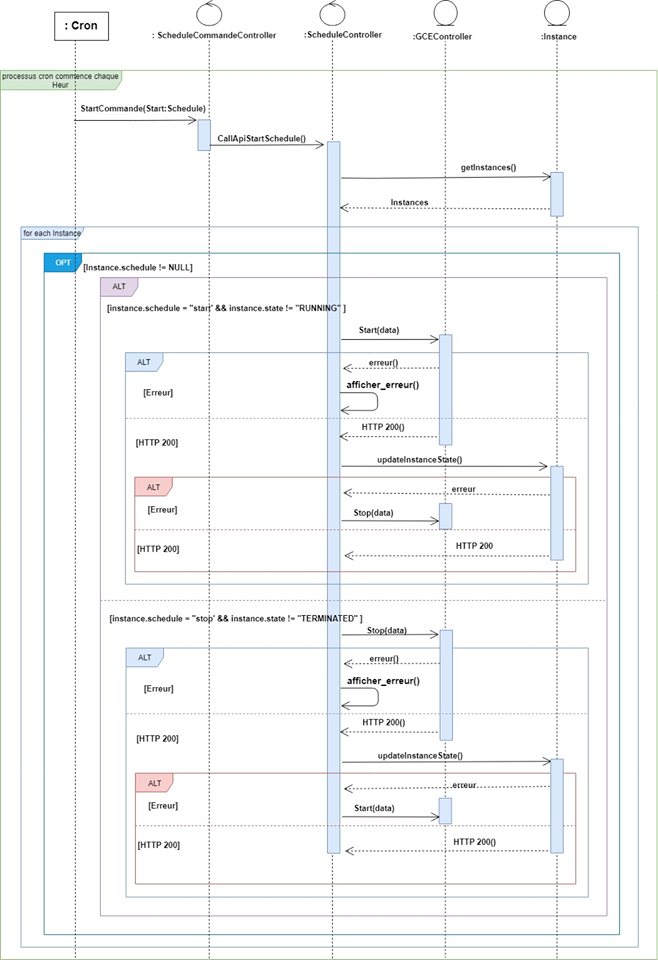 : Cron
: ScheduleCommandeController
:ScheduleController
:GCEController
:Instance
processus cron commence chaque
Heur
StartCommande(Start:Schedule)
CallApiStartSchedule()
getInstances()
Instances
for each Instance
OPT
[Instance.schedule != NULL]
ALT
[instance.schedule = "start' && instance.state != "RUNNING" ]
Start(data)
ALT
erreur()
[Erreur]
afficher_erreur()
HTTP 200()
[HTTP 200]
updateInstanceState()
ALT
erreur
[Erreur]
Stop(data)
[HTTP 200]
HTTP 200
[instance.schedule = "stop' && instance.state != "TERMINATED" ]
Stop(data)
ALT
erreur()
[Erreur]
afficher_erreur()
HTTP 200()
[HTTP 200]
updateInstanceState()
ALT
erreur
[Erreur]
Start(data)
[HTTP 200]
HTTP 200()